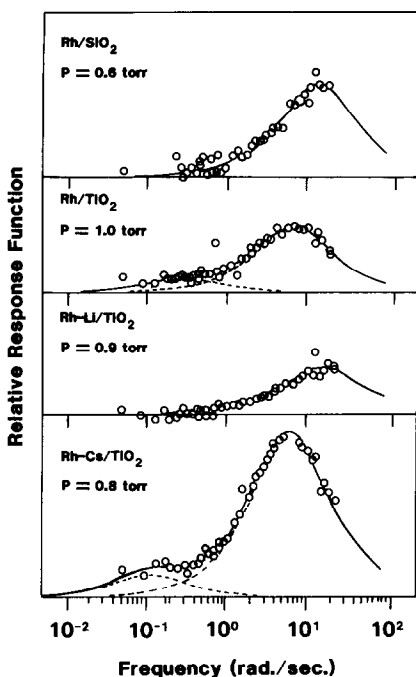 Relative Response Function
Rh/SiO₂
P = 0.6 torr
Rh/TiO₂
P = 1.0 torr
Rh-Li/TiO₂
P = 0.9 torr
Rh-Cs/TiO₂
P = 0.8 torr
10⁻² 10⁻¹ 10⁰ 10¹ 10²
Frequency (rad./sec.)